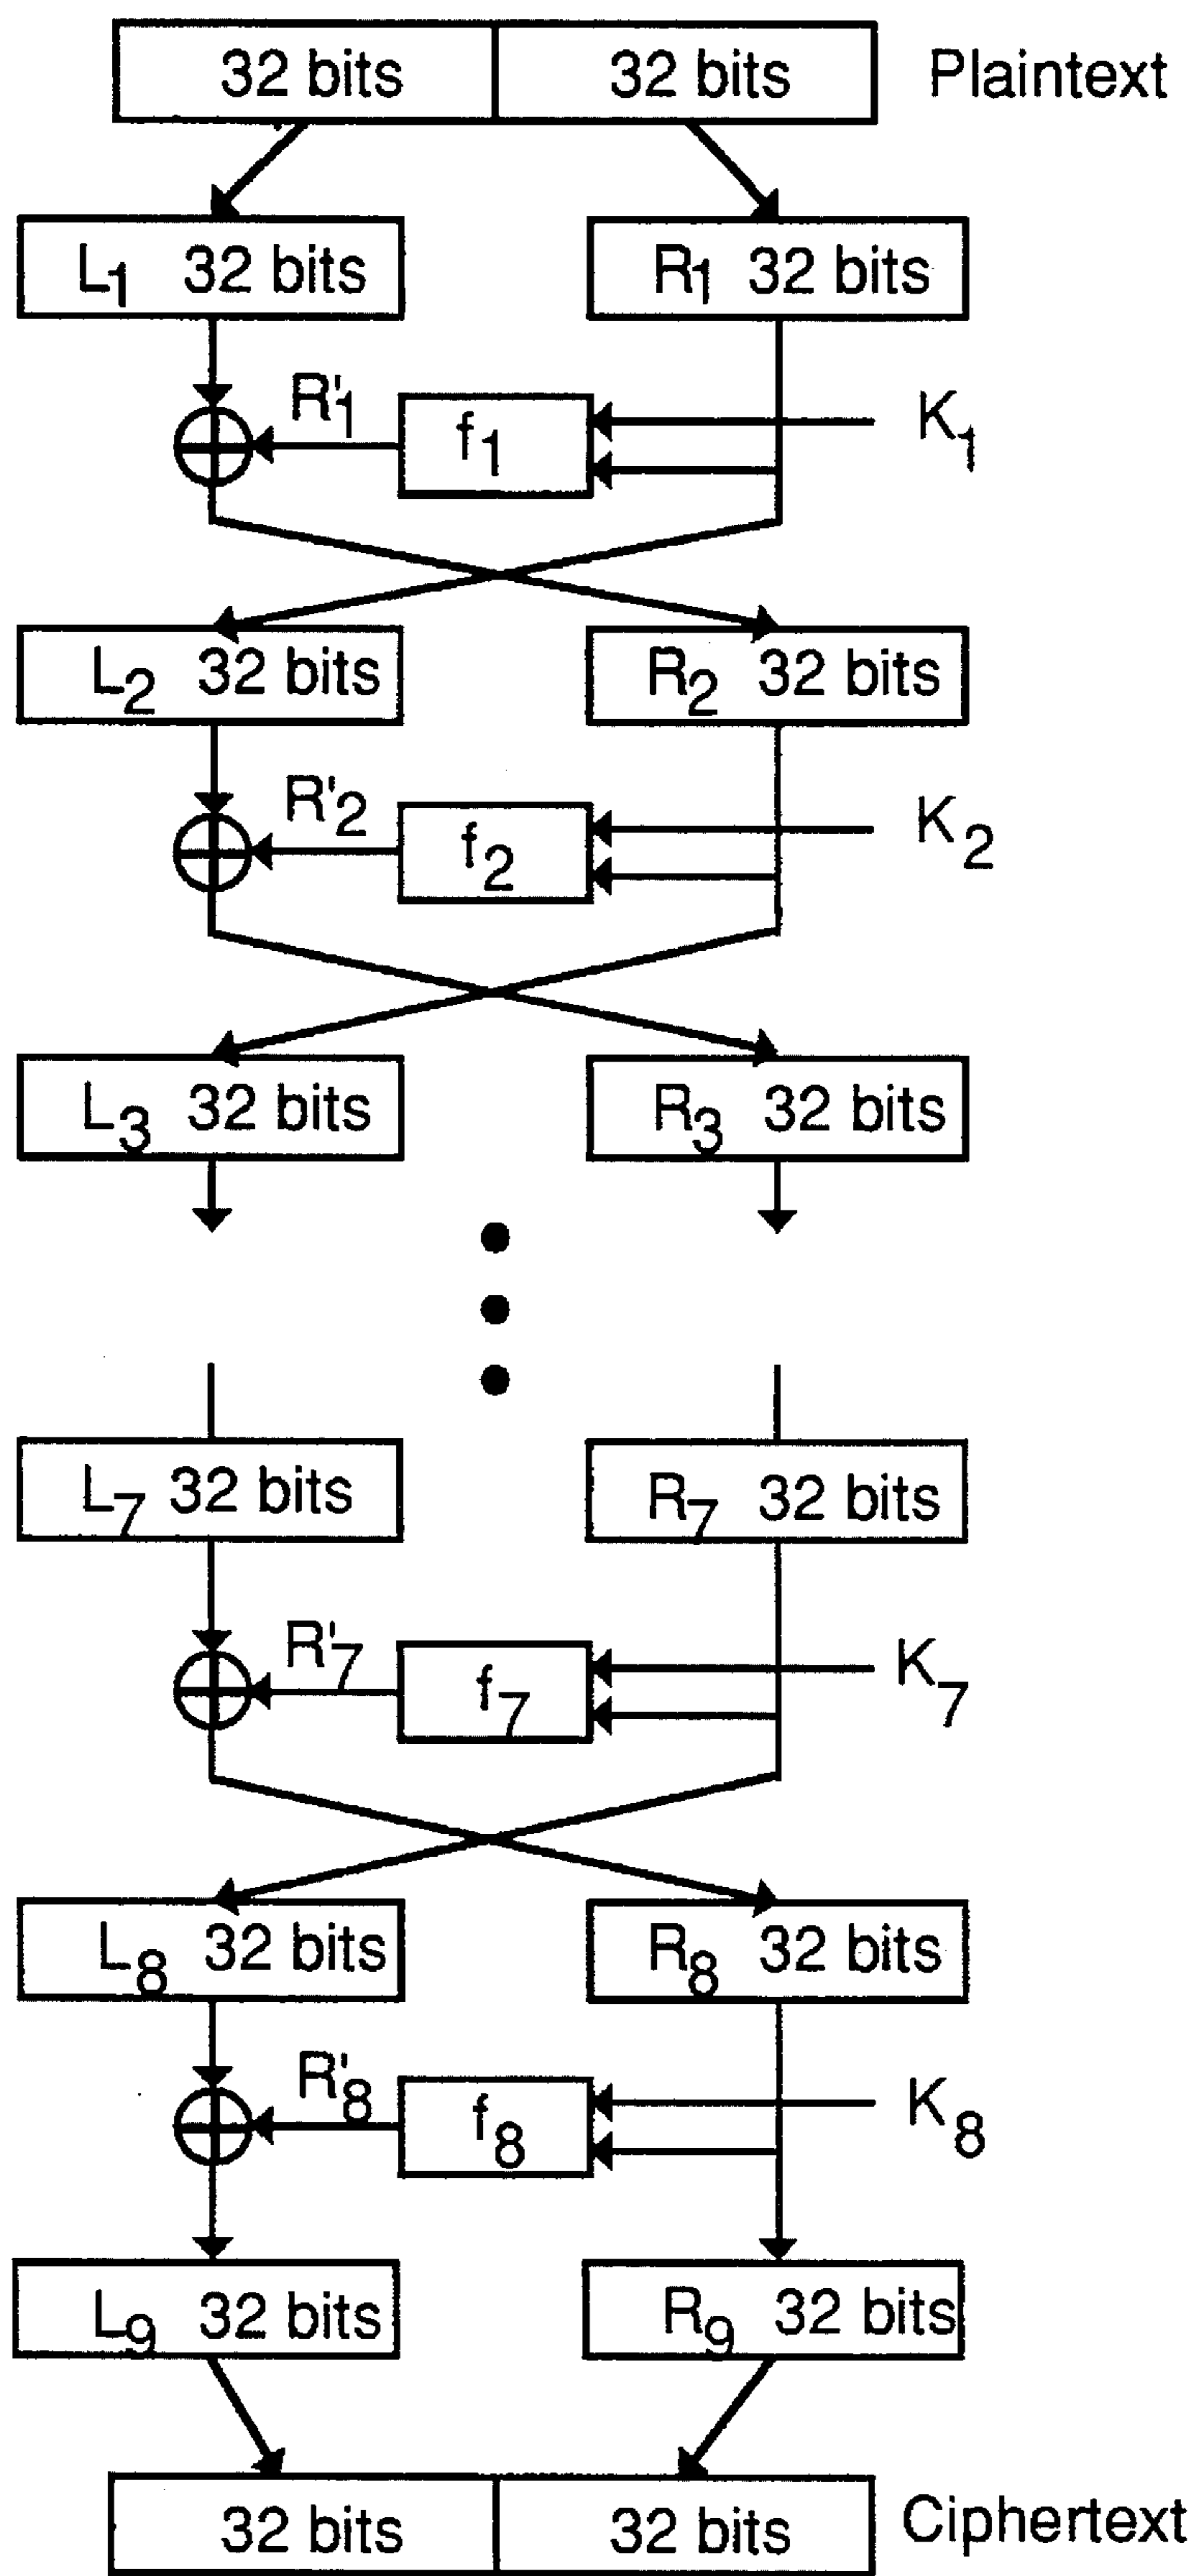 32 bits 32 bits Plaintext
L1 32 bits R1 32 bits
R'1 f1 K1
L2 32 bits R2 32 bits
R'2 f2 K2
L3 32 bits R3 32 bits
L7 32 bits R7 32 bits
R'7 f7 K7
L8 32 bits R8 32 bits
R'8 f8 K8
L9 32 bits R9 32 bits
32 bits 32 bits Ciphertext